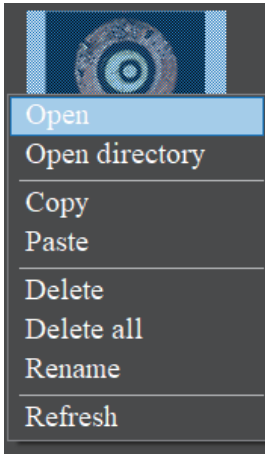 Open
Open directory
Copy
Paste
Delete
Delete all
Rename
Refresh